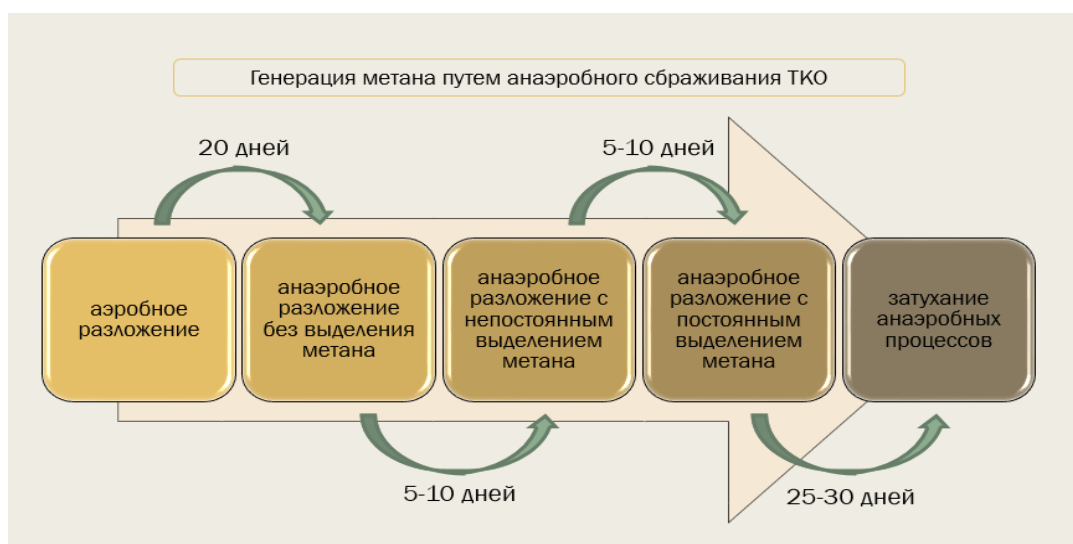 Генерация метана путем анаэробного сбраживания ТКО
20 дней
5-10 дней
аэробное
разложение
анаэробное
разложение
без выделения
метана
анаэробное
разложение с
непостоянным
выделением
метана
анаэробное
разложение с
постоянным
выделением
метана
затухание
анаэробных
процессов
5-10 дней
25-30 дней